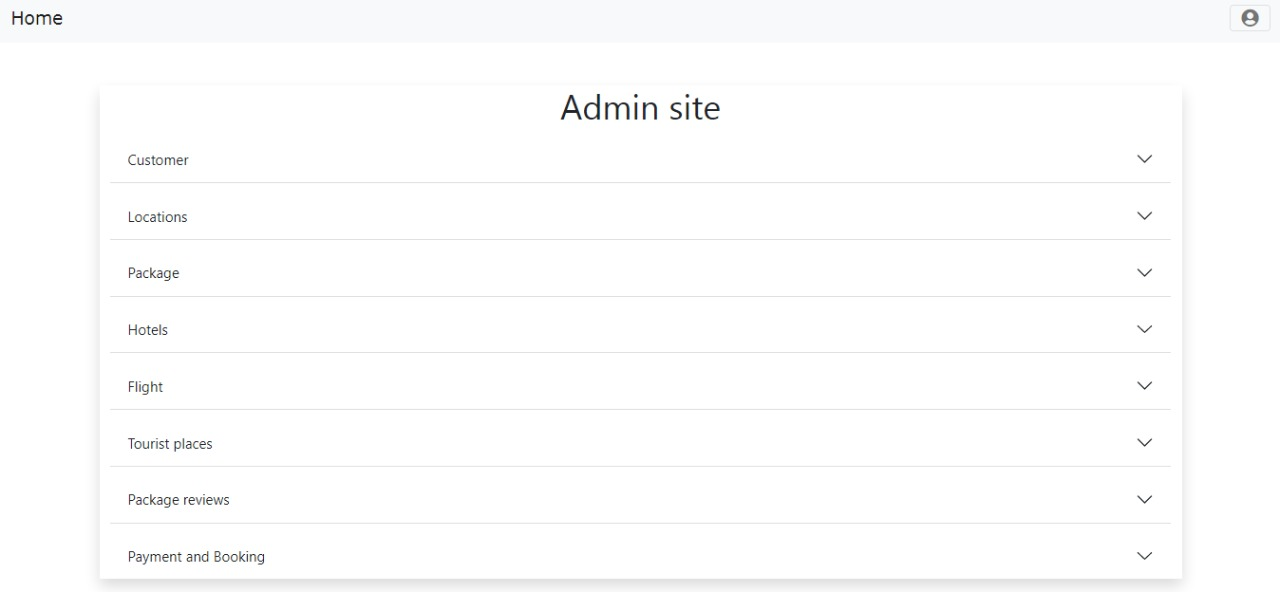 Home
Admin site
Customer
Locations
Package
Hotels
Flight
Tourist places
Package reviews
Payment and Booking